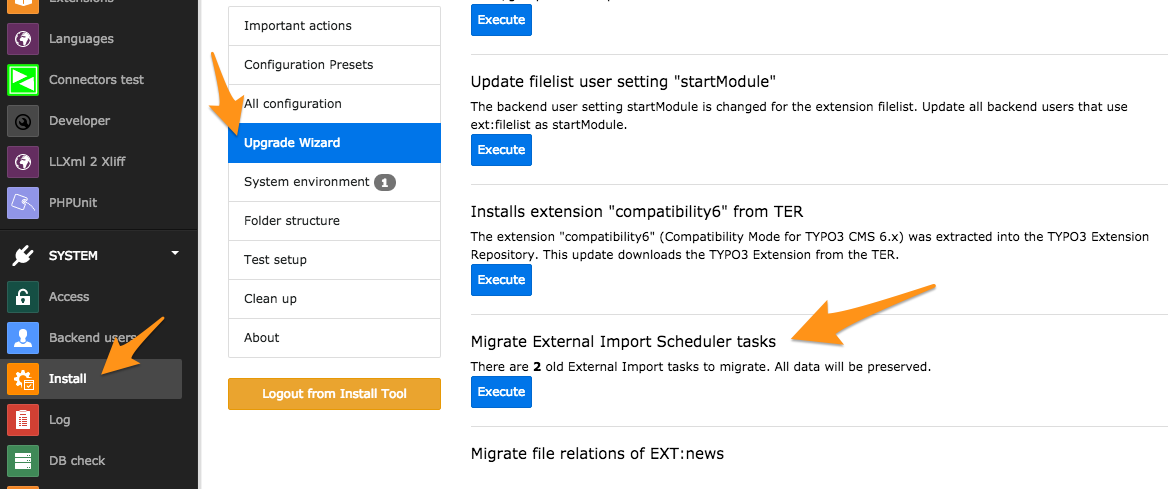 Languages
Connectors test
Developer
LLXml 2 Xliff
PHPUnit
SYSTEM
Access
Backend users
Install
Log
DB check
Important actions
Configuration Presets
All configuration
Upgrade Wizard
System environment 1
Folder structure
Test setup
Clean up
About
Logout from Install Tool
Execute
Update filelist user setting "startModule"
The backend user setting startModule is changed for the extension filelist. Update all backend users that use
ext:filelist as startModule.
Execute
Installs extension "compatibility6" from TER
The extension "compatibility6" (Compatibility Mode for TYPO3 CMS 6.x) was extracted into the TYPO3 Extension
Repository. This update downloads the TYPO3 Extension from the TER.
Execute
Migrate External Import Scheduler tasks
There are 2 old External Import tasks to migrate. All data will be preserved.
Execute
Migrate file relations of EXT:news